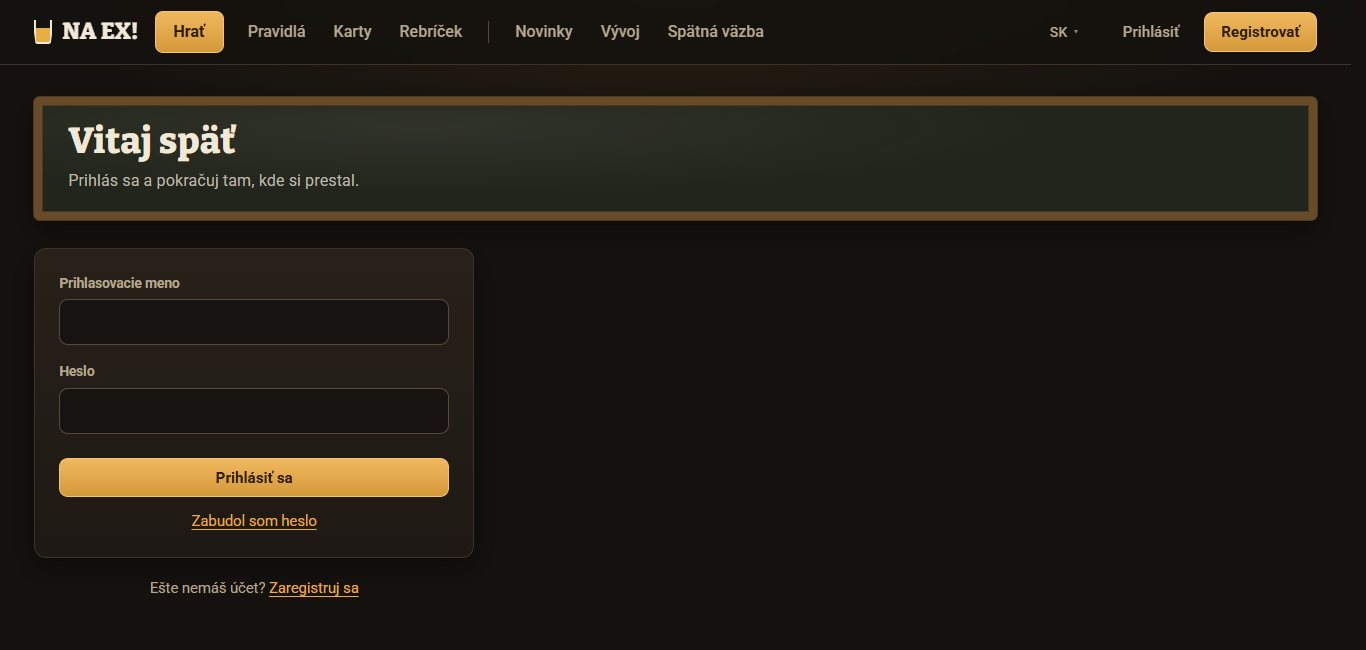 NA EX! Hrať Pravidlá Karty Rebríček Novinky Vývoj Spätná väzba SK Prihlásiť Registrovať
Vitaj späť
Prihlás sa a pokračuj tam, kde si prestal.
Prihlasovacie meno
Heslo
Prihlásiť sa
Zabudol som heslo
Ešte nemáš účet? Zaregistruj sa